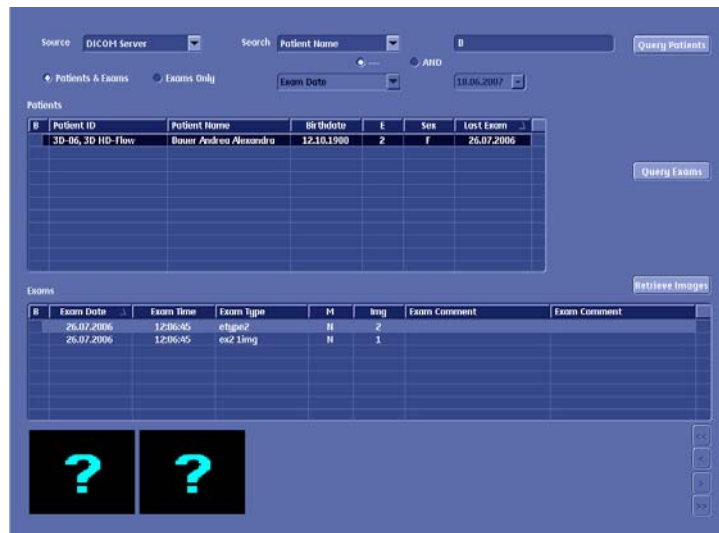 Source DICOM Server Search Patient Name B Query Patients
--- AND
Patients & Exams Exams Only Exam Date 18.06.2007
Patients
B Patient ID Patient Name Birthdate E Sex Last Exam
3D-06, 3D HD-flow Bauer Andrea Alexandra 12.10.1900 2 F 26.07.2006
Query Exams
Retrieve Images
Exams
B Exam Date Exam Time Exam Type M Img Exam Comment Exam Comment
26.07.2006 12:06:45 etype2 N 2
26.07.2006 12:06:45 ex2 1img N 1
? ?
<<
<
>
>>